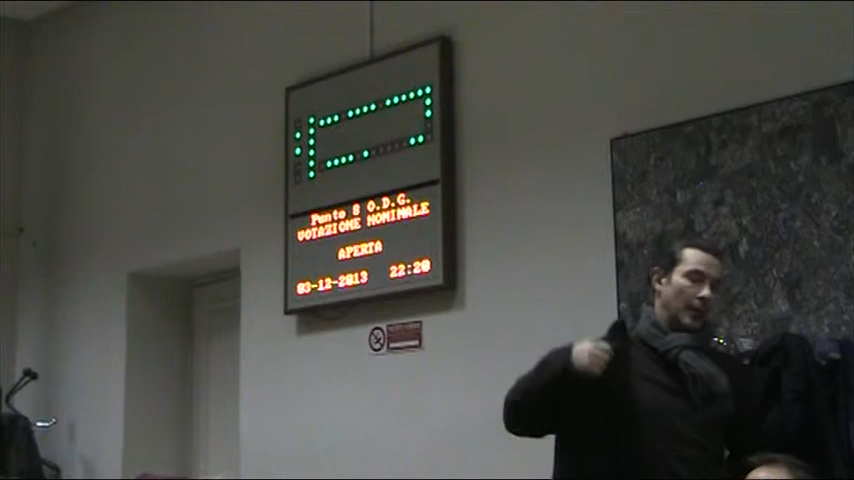 Punto 8 O.D.G.
VOTAZIONE NOMINALE
APERTA
03-12-2013 22:20